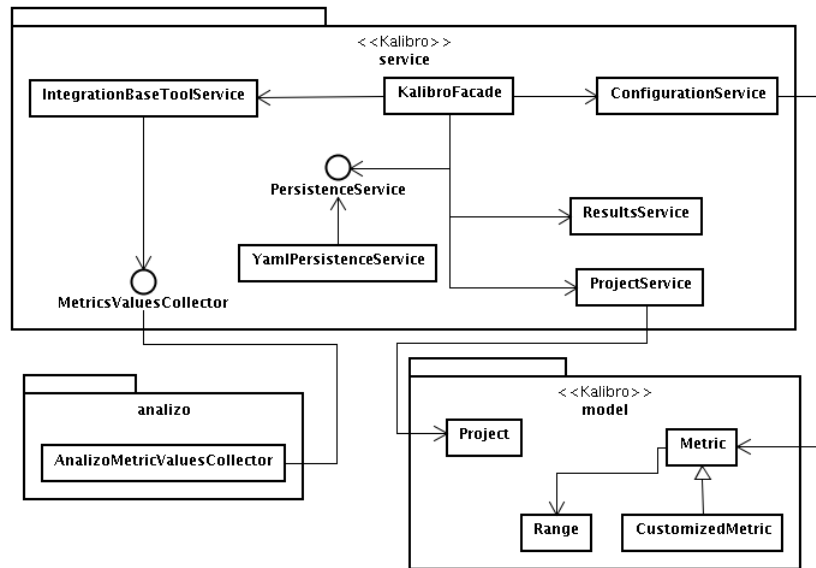 <<Kalibro>>
service
IntegrationBaseToolService
KalibroFacade
ConfigurationService
PersistenceService
ResultsService
YamlPersistenceService
ProjectService
MetricsValuesCollector
<<Kalibro>>
model
analizo
Project
Metric
AnalizoMetricValuesCollector
Range
CustomizedMetric